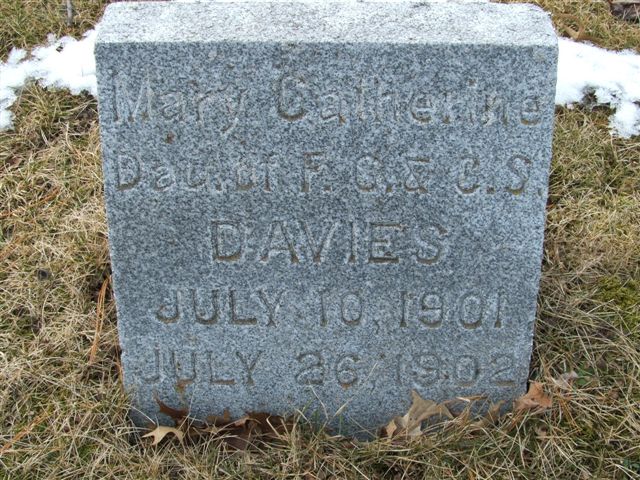 Mary Catherine
Dau. of F. C. & C. S.
DAVIES
JULY 10, 1901
JULY 26, 1902